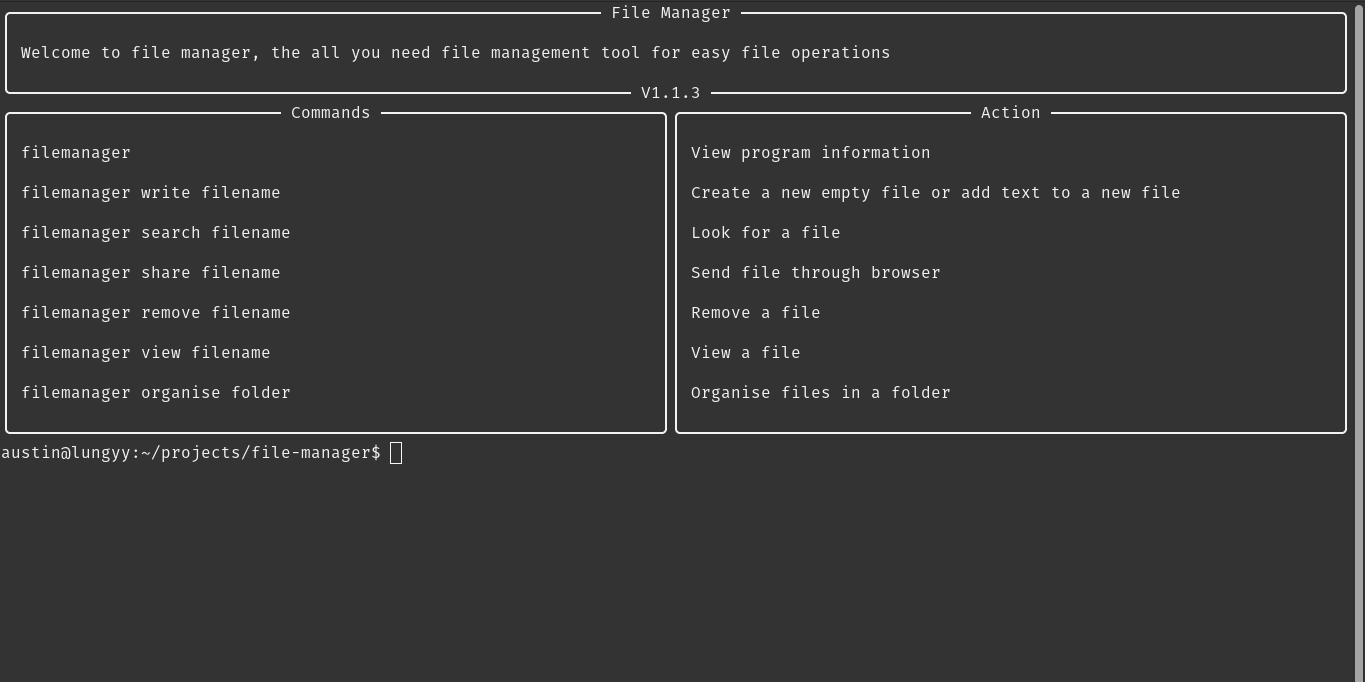 File Manager
Welcome to file manager, the all you need file management tool for easy file operations
V1.1.3
Commands
filemanager
filemanager write filename
filemanager search filename
filemanager share filename
filemanager remove filename
filemanager view filename
filemanager organise folder
Action
View program information
Create a new empty file or add text to a new file
Look for a file
Send file through browser
Remove a file
View a file
Organise files in a folder
austin@lungyy:~/projects/file-manager$